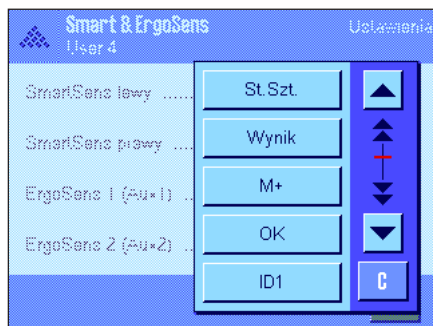 Smart & ErgoSens
Ustawienia
User 4
SmartSens lewy ......
SmartSens prawy ....
ErgoSens 1 (Aux1) ..
ErgoSens 2 (Aux2) ..
St.Szt.
Wynik
M+
OK
ID1
C